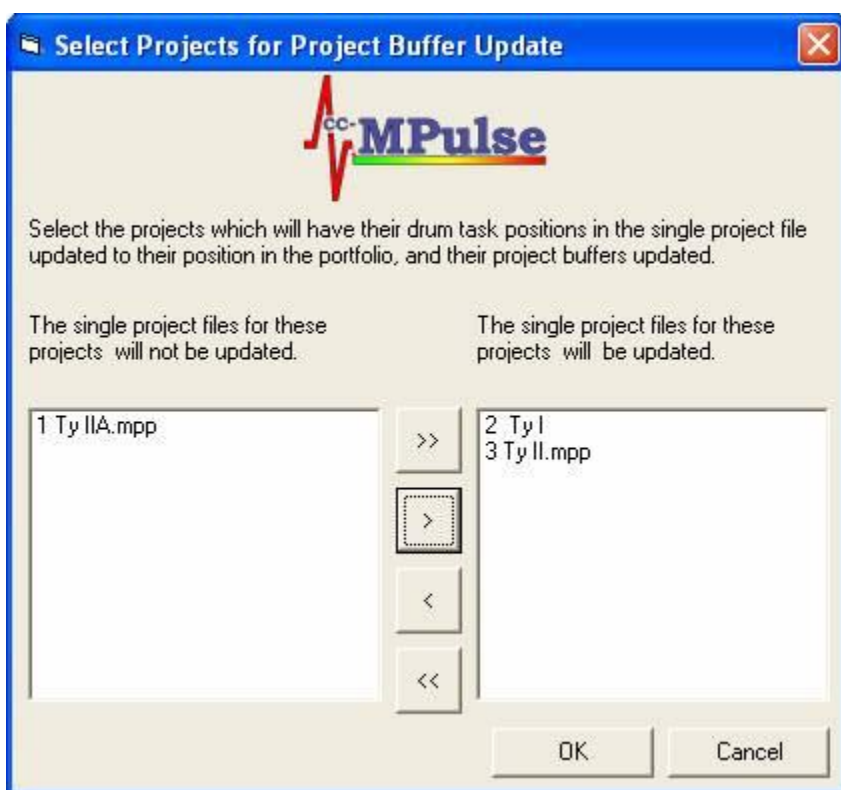 Select Projects for Project Buffer Update
cc-MPulse
Select the projects which will have their drum task positions in the single project file
updated to their position in the portfolio, and their project buffers updated.
The single project files for these
projects will not be updated.
The single project files for these
projects will be updated.
1 Ty IIA.mpp
>>
>
<
<<
2 Ty I
3 Ty II.mpp
OK
Cancel